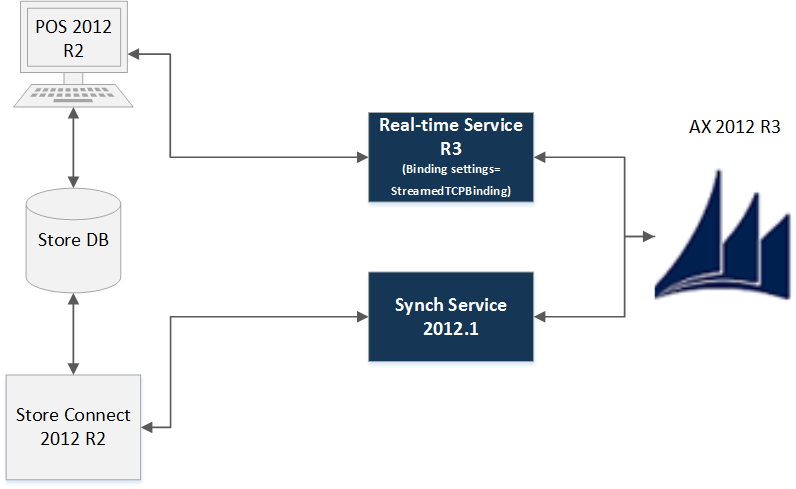 POS 2012
R2
Real-time Service
R3
(Binding settings=
StreamedTCPBinding)
AX 2012 R3
Store DB
Synch Service
2012.1
Store Connect
2012 R2